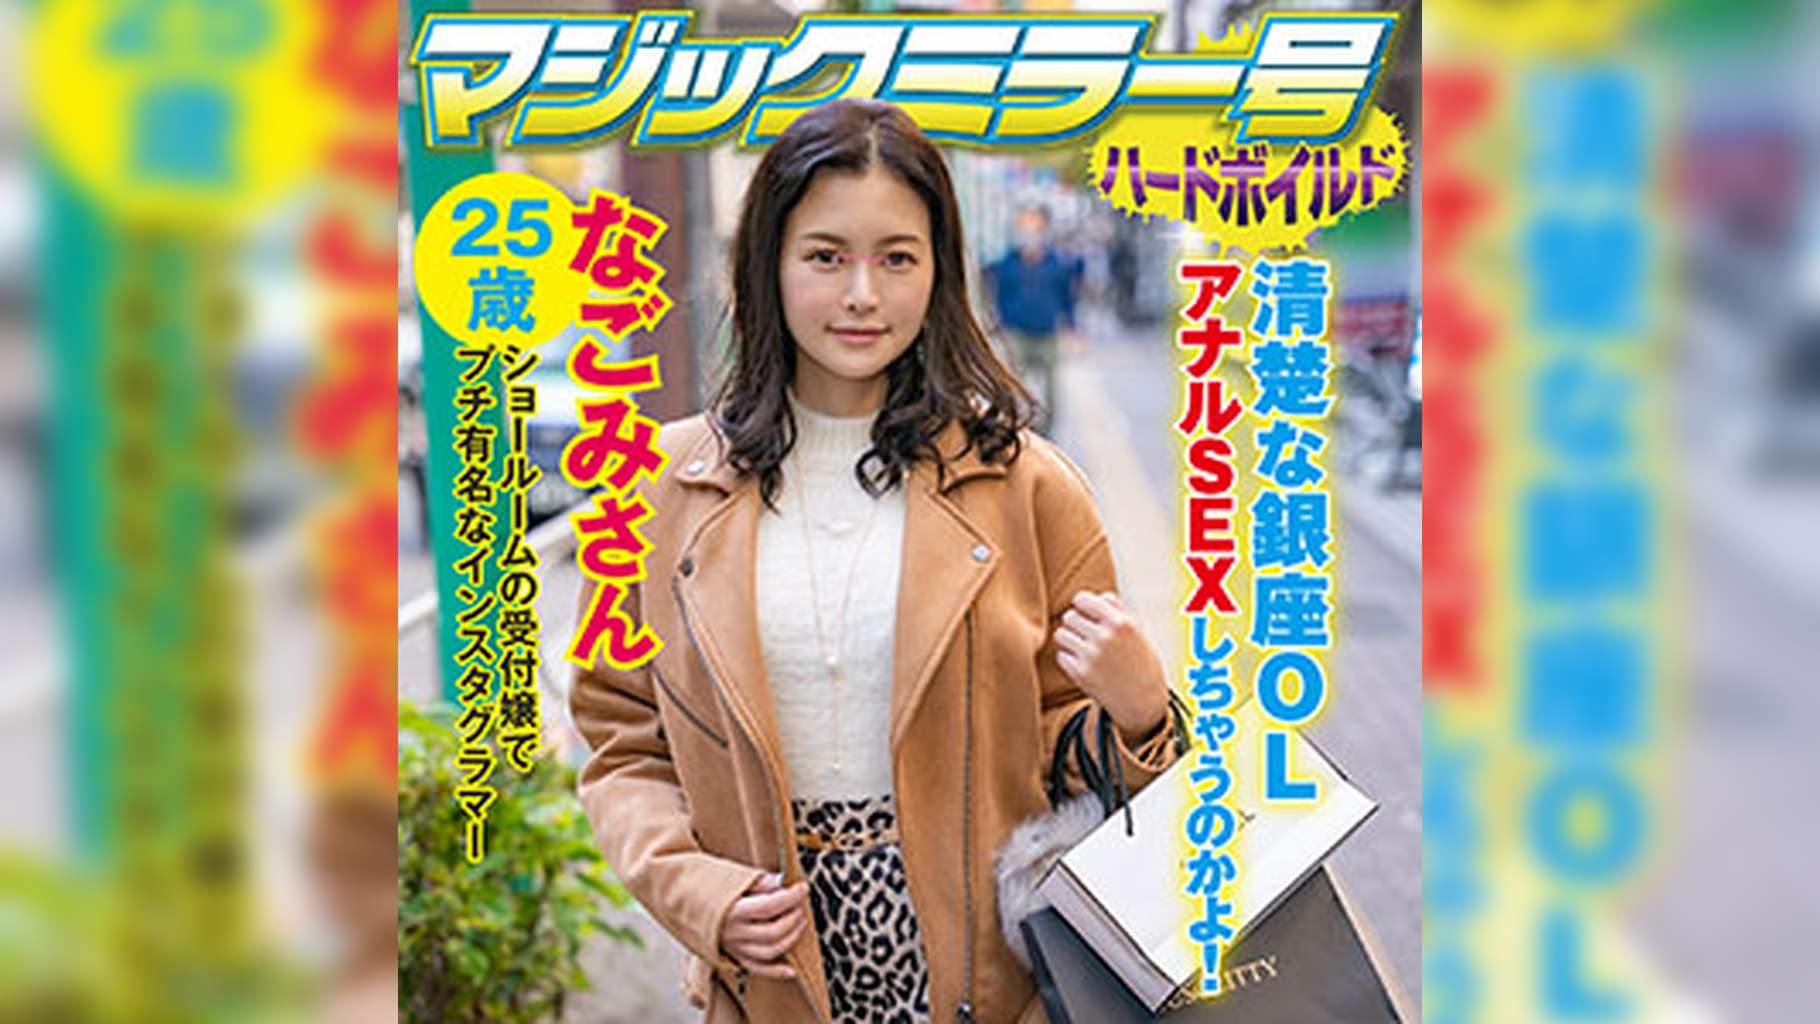 マジックミラー号
ハードボイルド
清楚な銀座OL
アナルSEXしちゃうのかよ!
なごみさん
25
歳
ショールームの受付嬢で
プチ有名なインスタグラマー